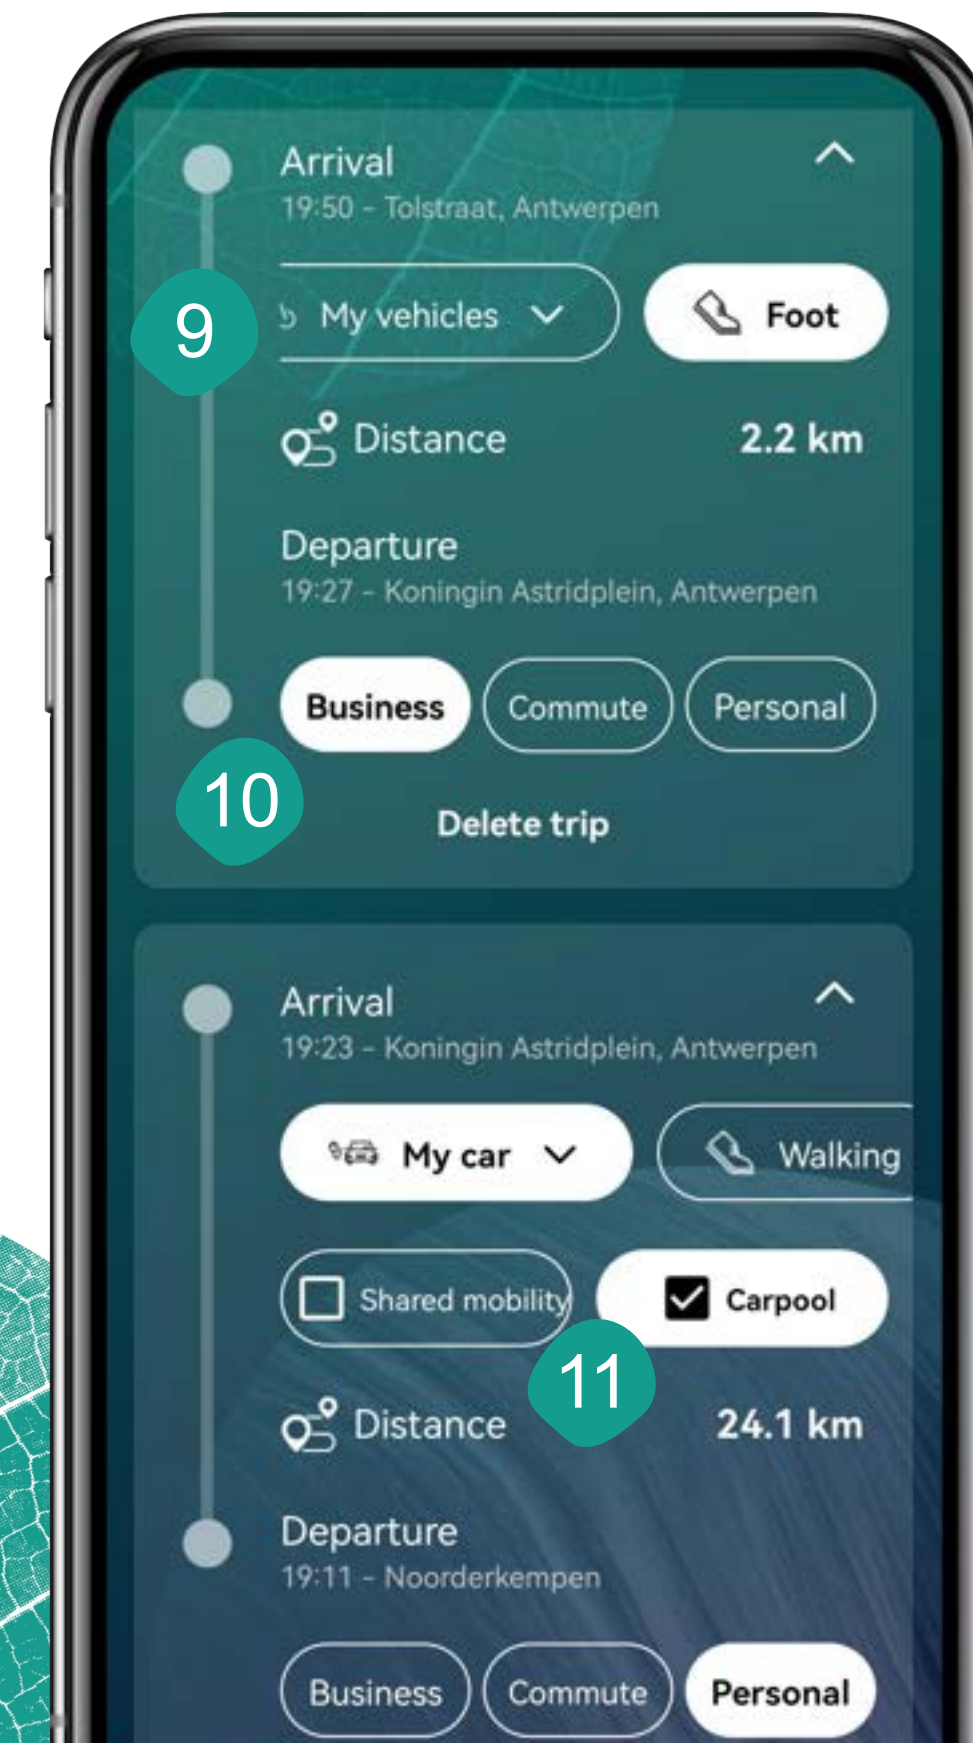 Arrival
19:50 – Tolstraat, Antwerpen
9
My vehicles
Foot
Distance
2.2 km
Departure
19:27 – Koningin Astridplein, Antwerpen
Business
Commute
Personal
10
Delete trip
Arrival
19:23 – Koningin Astridplein, Antwerpen
My car
Walking
Shared mobility
Carpool
11
Distance
24.1 km
Departure
19:11 – Noorderkempen
Business
Commute
Personal